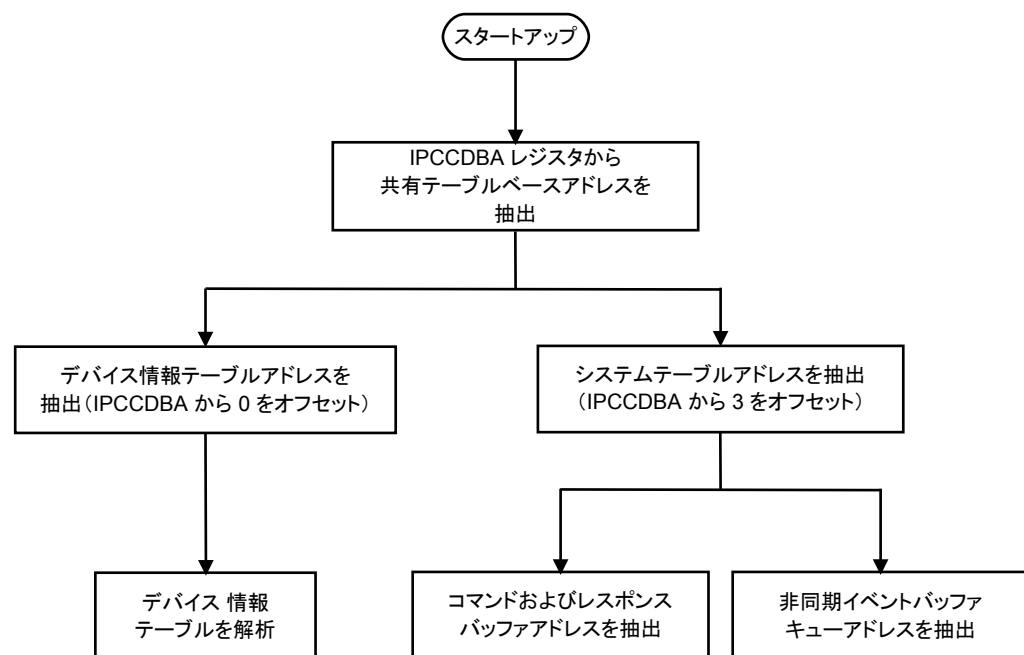 スタートアップ
IPCCDBA レジスタから
共有テーブルベースアドレスを
抽出
デバイス情報テーブルアドレスを
抽出（IPCCDBA から 0 をオフセット）
システムテーブルアドレスを抽出
（IPCCDBA から 3 をオフセット）
デバイス 情報
テーブルを解析
コマンドおよびレスポンス
バッファアドレスを抽出
非同期イベントバッファ
キューアドレスを抽出